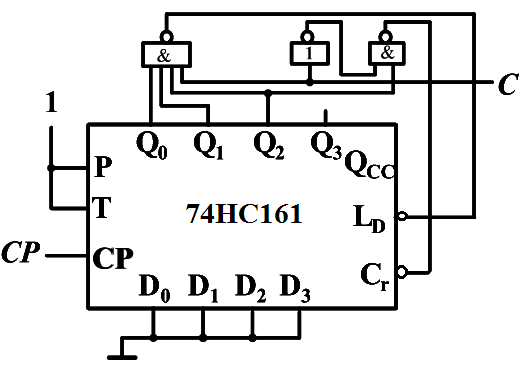 & 1 &
C
1
Q0 Q1 Q2 Q3
P QCC
T 74HC161 LD
CP CP
Cr
D0 D1 D2 D3